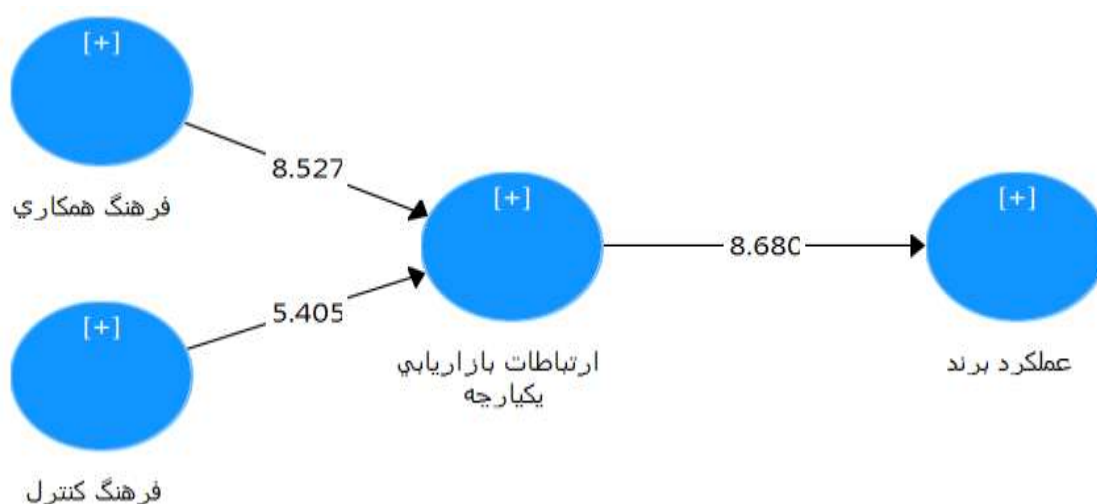 [+]
فرهنگ همكاري
8.527
[+]
ارتباطات بازاريابي
يكپارچه
8.680
[+]
عملكرد برند
5.405
[+]
فرهنگ كنترل